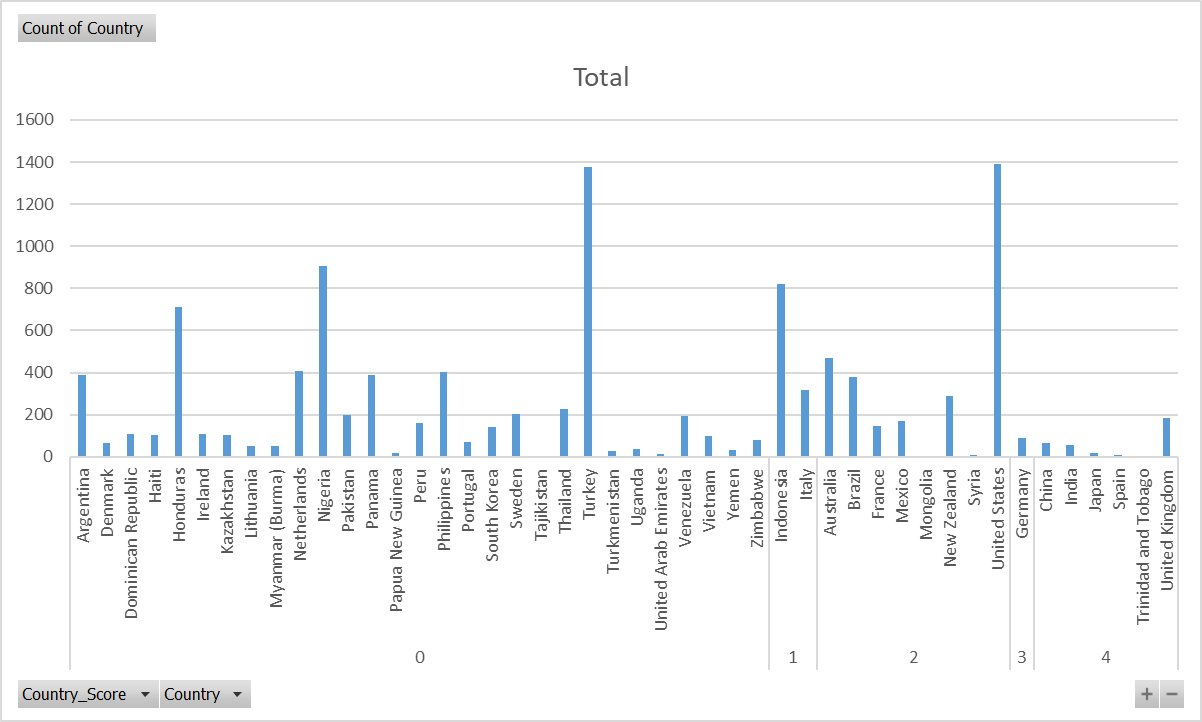 Count of Country
Total
1600
1400
1200
1000
800
600
400
200
0
Argentina
Denmark
Dominican Republic
Haiti
Honduras
Ireland
Kazakhstan
Lithuania
Myanmar (Burma)
Netherlands
Nigeria
Pakistan
Panama
Papua New Guinea
Peru
Philippines
Portugal
South Korea
Sweden
Tajikistan
Thailand
Turkey
Turkmenistan
Uganda
United Arab Emirates
Venezuela
Vietnam
Yemen
Zimbabwe
Indonesia
Italy
Australia
Brazil
France
Mexico
Mongolia
New Zealand
Syria
United States
Germany
China
India
Japan
Spain
Trinidad and Tobago
United Kingdom
0
1
2
3
4
Country_Score
Country